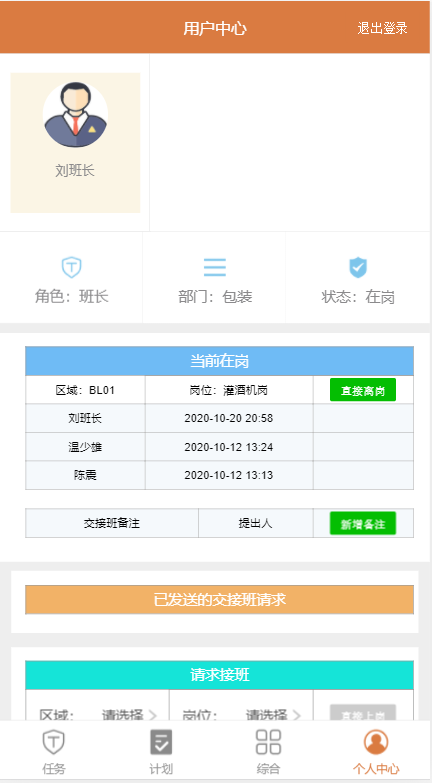 用户中心 退出登录
刘班长
角色：班长 部门：包装 状态：在岗
当前在岗
区域：BL01 岗位：灌酒机岗 直接离岗
刘班长 2020-10-20 20:58
温少雄 2020-10-12 13:24
陈震 2020-10-12 13:13
交接班备注 提出人 新增备注
已发送的交接班请求
请求接班
区域： 请选择 岗位： 请选择 直接上岗
任务 计划 综合 个人中心